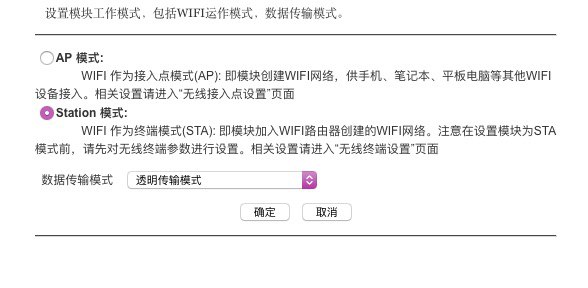 设置模块工作模式，包括WIFI运作模式，数据传输模式。
AP 模式:
WIFI 作为接入点模式(AP): 即模块创建WIFI网络，供手机、笔记本、平板电脑等其他WIFI
设备接入。相关设置请进入“无线接入点设置”页面
Station 模式:
WIFI 作为终端模式(STA): 即模块加入WIFI路由器创建的WIFI网络。注意在设置模块为STA
模式前，请先对无线终端参数进行设置。相关设置请进入“无线终端设置”页面
数据传输模式 透明传输模式
确定 取消